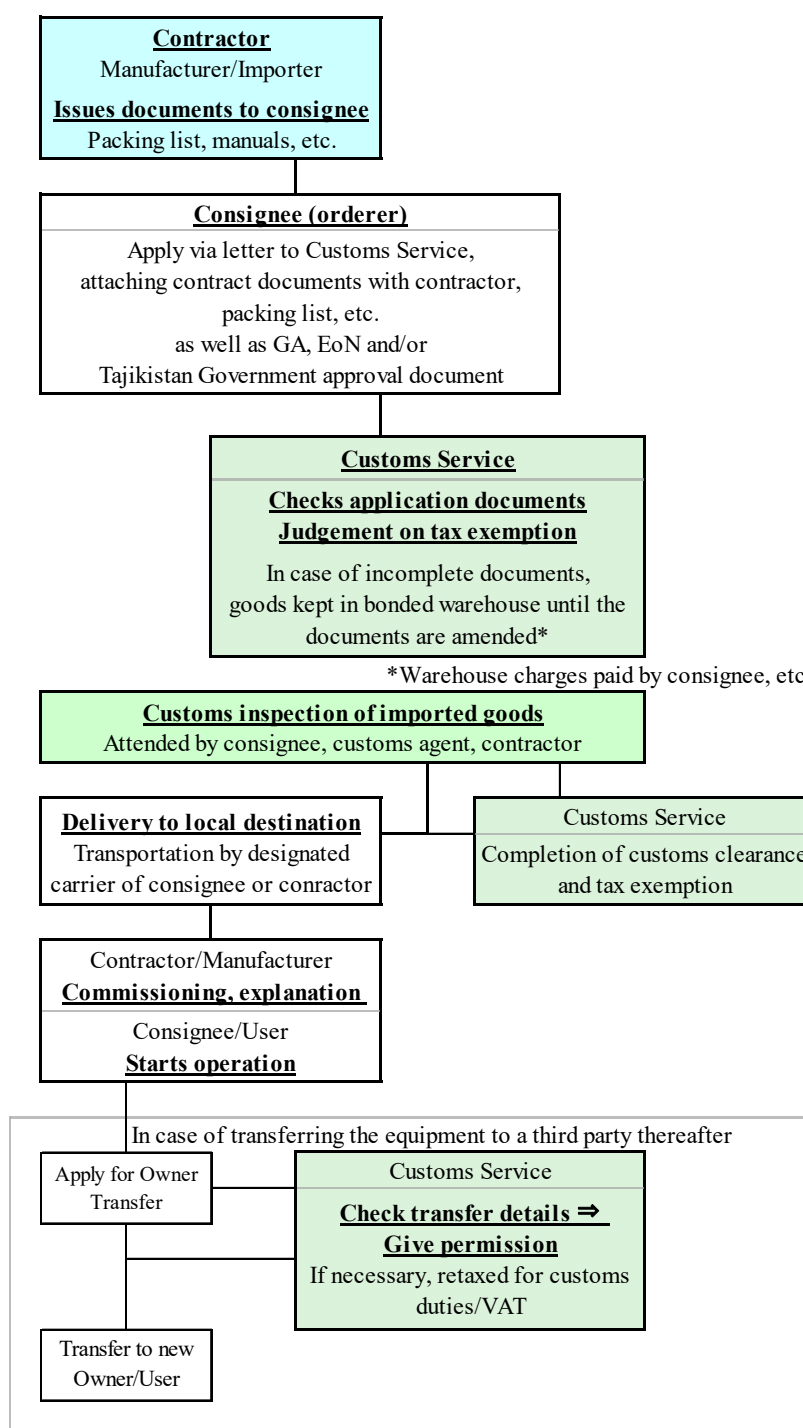 Contractor
Manufacturer/Importer
Issues documents to consignee
Packing list, manuals, etc.
Consignee (orderer)
Apply via letter to Customs Service,
attaching contract documents with contractor,
packing list, etc.
as well as GA, EoN and/or
Tajikistan Government approval document
Customs Service
Checks application documents
Judgement on tax exemption
In case of incomplete documents,
goods kept in bonded warehouse until the
documents are amended*
*Warehouse charges paid by consignee, etc
Customs inspection of imported goods
Attended by consignee, customs agent, contractor
Delivery to local destination
Transportation by designated
carrier of consignee or conractor
Customs Service
Completion of customs clearance
and tax exemption
Contractor/Manufacturer
Commissioning, explanation
Consignee/User
Starts operation
In case of transferring the equipment to a third party thereafter
Apply for Owner
Transfer
Customs Service
Check transfer details ⇒
Give permission
If necessary, retaxed for customs
duties/VAT
Transfer to new
Owner/User